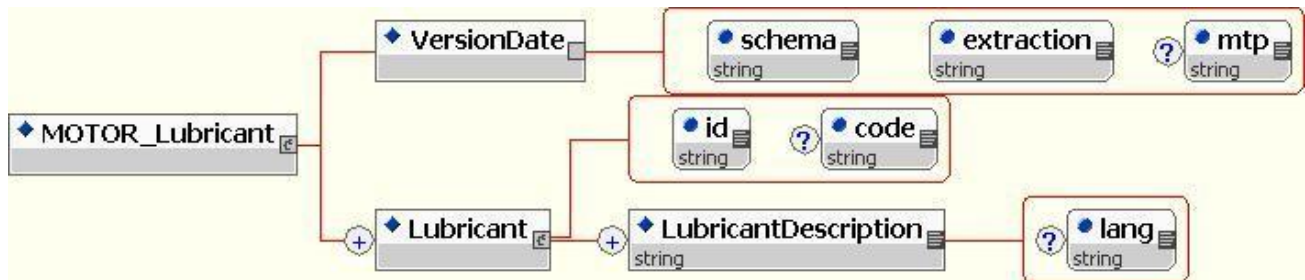 VersionDate
schema
string
extraction
string
?
mtp
string
MOTOR_Lubricant
id
string
?
code
string
+
Lubricant
+
LubricantDescription
string
?
lang
string